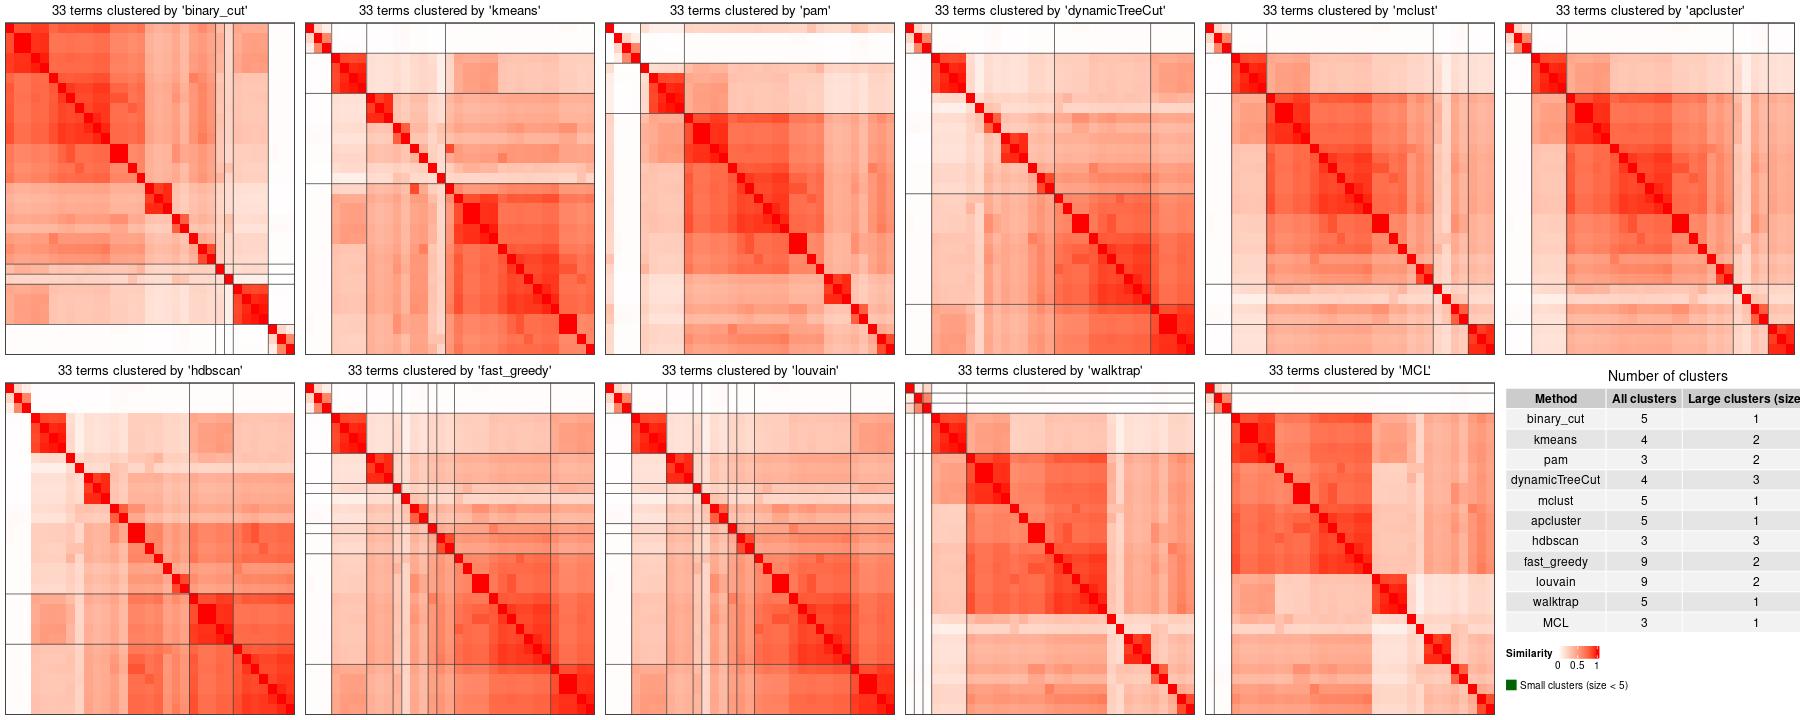 33 terms clustered by 'binary_cut'
33 terms clustered by 'kmeans'
33 terms clustered by 'pam'
33 terms clustered by 'dynamicTreeCut'
33 terms clustered by 'mclust'
33 terms clustered by 'apcluster'
33 terms clustered by 'hdbscan'
33 terms clustered by 'fast_greedy'
33 terms clustered by 'louvain'
33 terms clustered by 'walktrap'
33 terms clustered by 'MCL'
Number of clusters
Method All clusters Large clusters (size
binary_cut 5 1
kmeans 4 2
pam 3 2
dynamicTreeCut 4 3
mclust 5 1
apcluster 5 1
hdbscan 3 3
fast_greedy 9 2
louvain 9 2
walktrap 5 1
MCL 3 1
Similarity
0 0.5 1
Small clusters (size < 5)